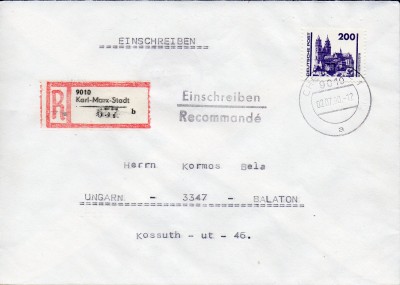 EINSCHREIBEN
200
DEUTSCHE POST
9010
Karl-Marx-Stadt
b
R
Einschreiben
Recommandé
9010
a
Herrn Kormos Bela
UNGARN - 3347 - BALATON
Kossuth - ut - 46.